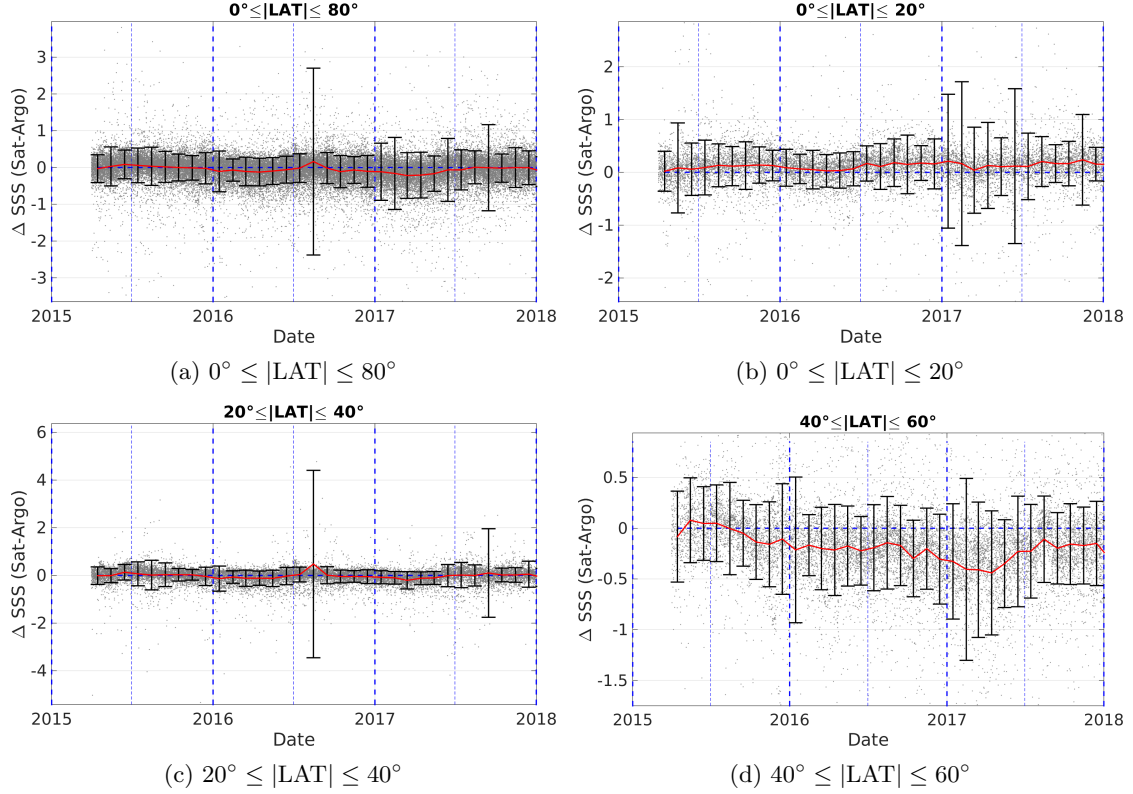 0°≤|LAT|≤ 80°
Δ SSS (Sat-Argo)
3
2
1
0
-1
-2
-3
2015 2016 2017 2018
Date
(a) 0° ≤ |LAT| ≤ 80°
0°≤|LAT|≤ 20°
Δ SSS (Sat-Argo)
2
1
0
-1
-2
2015 2016 2017 2018
Date
(b) 0° ≤ |LAT| ≤ 20°
20°≤|LAT|≤ 40°
Δ SSS (Sat-Argo)
6
4
2
0
-2
-4
2015 2016 2017 2018
Date
(c) 20° ≤ |LAT| ≤ 40°
40°≤|LAT|≤ 60°
Δ SSS (Sat-Argo)
0.5
0
-0.5
-1
-1.5
2015 2016 2017 2018
Date
(d) 40° ≤ |LAT| ≤ 60°